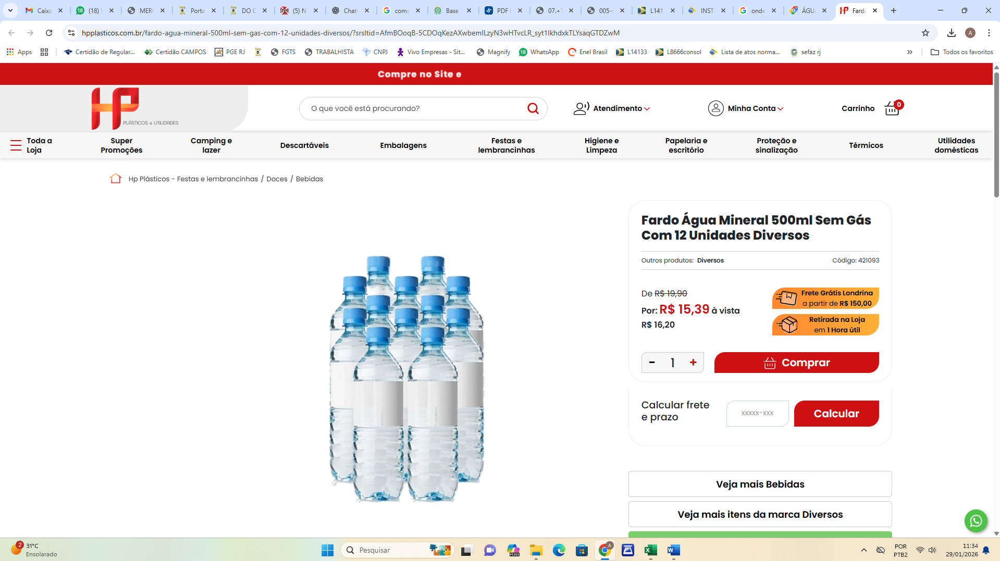 Caixa
(18) W
MERC
Porta
DO C
(5) N
Chat
como
Base
PDF
07.+1
005-
L141
INST
onde
ÁGU
Fardo
hpplasticos.com.br/fardo-agua-mineral-500ml-sem-gas-com-12-unidades-diversos/?srsltid=AfmBOoqB-5CDOqKezAXwbemILzyN3wHTvcLR_syt1IkhdxkTLYsaqGTDZwM
Apps
Certidão de Regular...
Certidão CAMPOS
PGE RJ
FGTS
TRABALHISTA
CNPJ
Vivo Empresas - Sit...
Magnify
WhatsApp
Enel Brasil
L14133
L8666consol
Lista de atos norma...
sefaz rj
Todos os favoritos
Compre no Site e
HP
PLÁSTICOS & UTILIDADES
O que você está procurando?
Atendimento
Minha Conta
Carrinho
0
Toda a
Loja
Super
Promoções
Camping e
lazer
Descartáveis
Embalagens
Festas e
lembrancinhas
Higiene e
Limpeza
Papelaria e
escritório
Proteção e
sinalização
Térmicos
Utilidades
domésticas
Hp Plásticos - Festas e lembrancinhas / Doces / Bebidas
Fardo Água Mineral 500ml Sem Gás
Com 12 Unidades Diversos
Outros produtos: Diversos
Código: 421093
De R$ 19,90
Por: R$ 15,39 à vista
R$ 16,20
Frete Grátis Londrina
a partir de R$ 150,00
Retirada na Loja
em 1 Hora útil
- 1 +
Comprar
Calcular frete
e prazo
xxxxx-xxx
Calcular
Veja mais Bebidas
Veja mais itens da marca Diversos
2
31°C
Ensolarado
Pesquisar
M365
A
POR
PTB2
11:34
29/01/2026